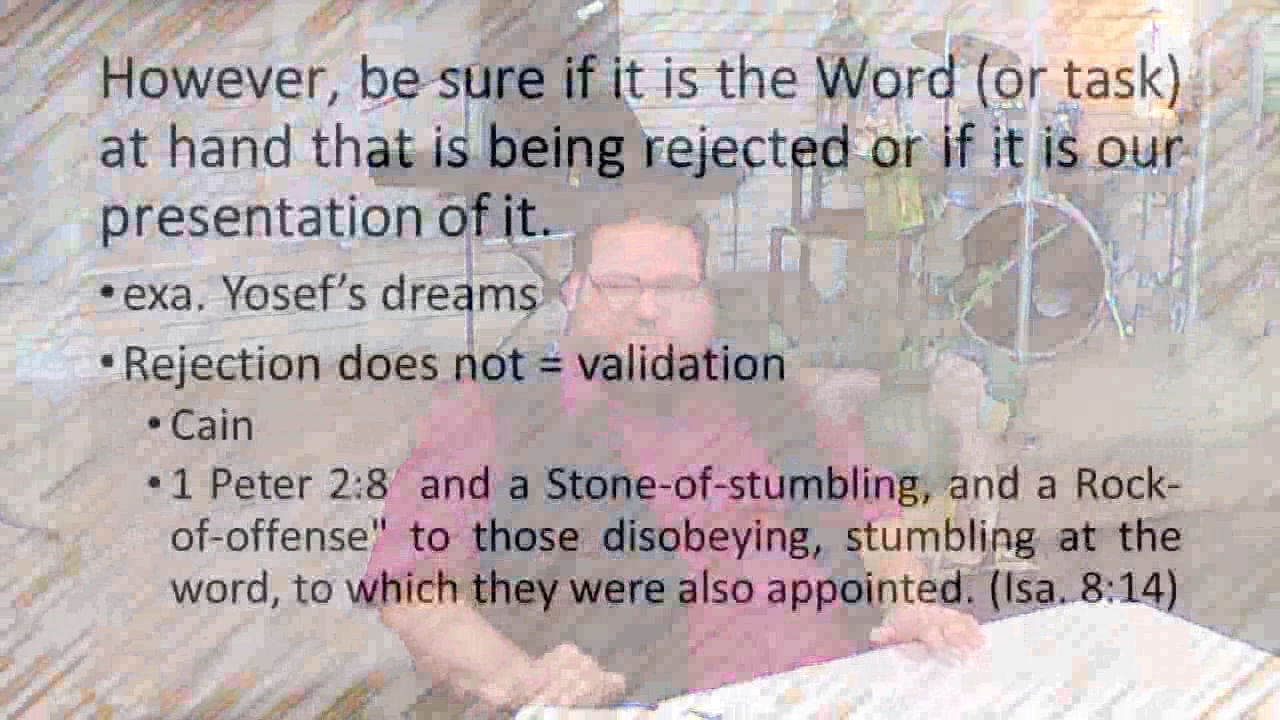 However, be sure if it is the Word (or task)
at hand that is being rejected or if it is our
presentation of it.
•exa. Yosef's dreams
•Rejection does not = validation
•Cain
•1 Peter 2:8 and a Stone-of-stumbling, and a Rock-
of-offense" to those disobeying, stumbling at the
word, to which they were also appointed. (Isa. 8:14)